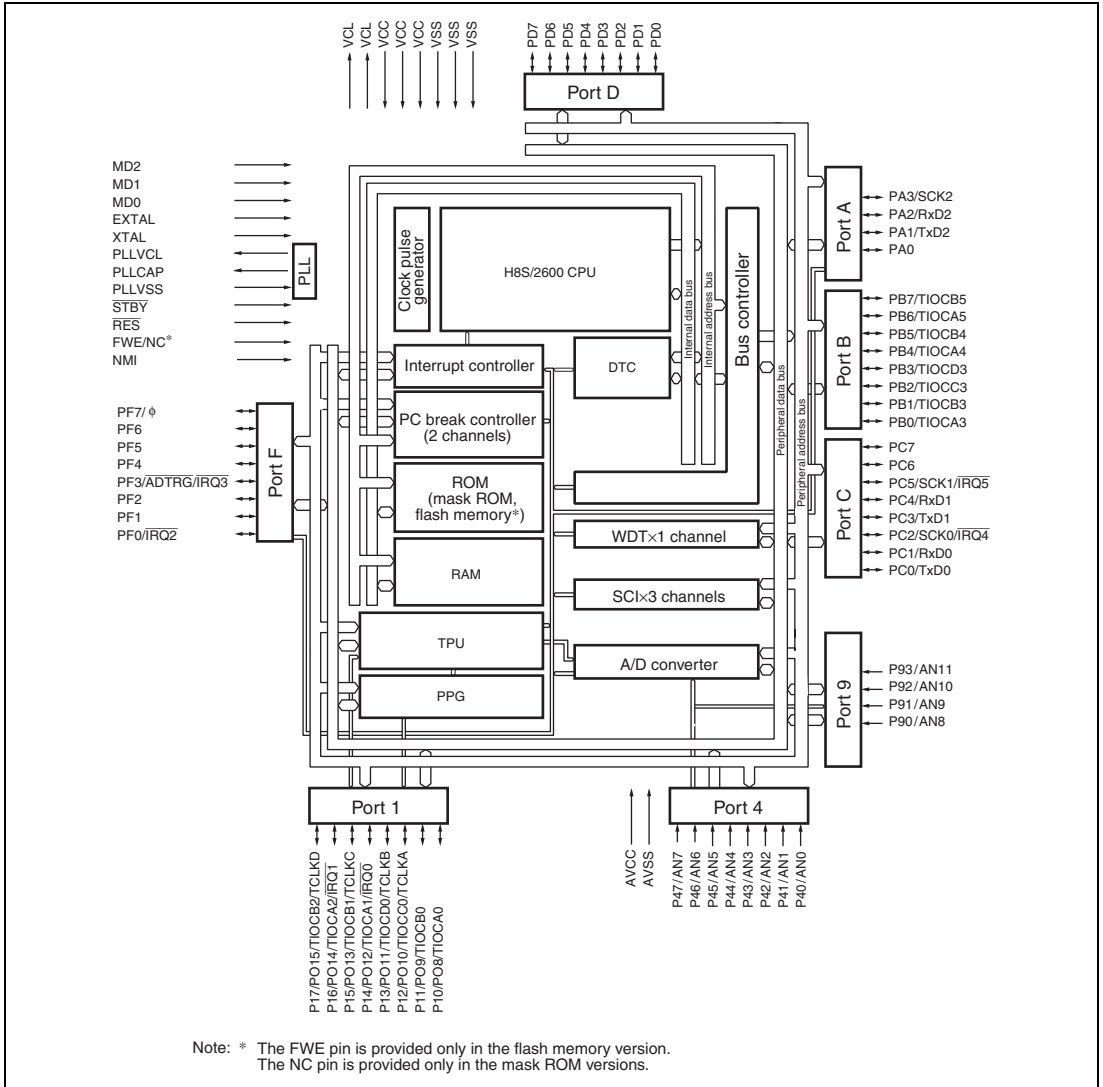 VCL
VCL
VCC
VCC
VCC
VSS
VSS
VSS
PD7
PD6
PD5
PD4
PD3
PD2
PD1
PD0
Port D
MD2
MD1
MD0
EXTAL
XTAL
PLLVCL
PLLCAP
PLLVSS
STBY
RES
FWE/NC*
NMI
PLL
Clock pulse
generator
H8S/2600 CPU
Internal data bus
Internal address bus
Bus controller
Peripheral data bus
Peripheral address bus
Port A
PA3/SCK2
PA2/RxD2
PA1/TxD2
PA0
Interrupt controller
DTC
PC break controller
(2 channels)
ROM
(mask ROM,
flash memory*)
RAM
TPU
PPG
WDT×1 channel
SCI×3 channels
A/D converter
Port B
PB7/TIOCB5
PB6/TIOCA5
PB5/TIOCB4
PB4/TIOCA4
PB3/TIOCD3
PB2/TIOCC3
PB1/TIOCB3
PB0/TIOCA3
PF7/ϕ
PF6
PF5
PF4
PF3/ADTRG/IRQ3
PF2
PF1
PF0/IRQ2
Port F
Port C
PC7
PC6
PC5/SCK1/IRQ5
PC4/RxD1
PC3/TxD1
PC2/SCK0/IRQ4
PC1/RxD0
PC0/TxD0
Port 9
P93/AN11
P92/AN10
P91/AN9
P90/AN8
Port 1
P17/PO15/TIOCB2/TCLKD
P16/PO14/TIOCA2/IRQ1
P15/PO13/TIOCB1/TCLKC
P14/PO12/TIOCA1/IRQ0
P13/PO11/TIOCD0/TCLKB
P12/PO10/TIOCC0/TCLKA
P11/PO9/TIOCB0
P10/PO8/TIOCA0
AVCC
AVSS
Port 4
P47/AN7
P46/AN6
P45/AN5
P44/AN4
P43/AN3
P42/AN2
P41/AN1
P40/AN0
Note: * The FWE pin is provided only in the flash memory version.
The NC pin is provided only in the mask ROM versions.